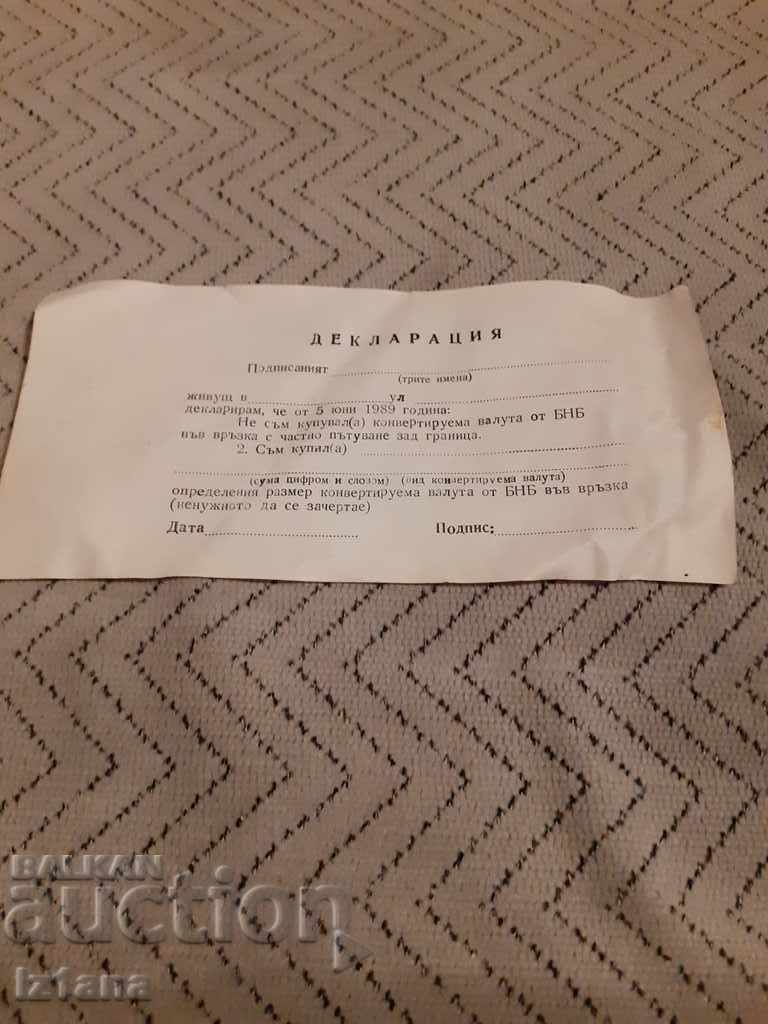 ДЕКЛАРАЦИЯ
Подписаният
(трите имена)
живущ в ул
декларирам, че от 5 юни 1989 година:
Не съм купувал(а) конвертируема валута от БНБ
във връзка с частно пътуване зад граница.
2. Съм купил(а)
(сума цифром и словом) (вид конвертируема валута)
определения размер конвертируема валута от БНБ във връзка
(ненужното да се зачертае)
Дата Подпис:
BALKAN
auction
iz1ana